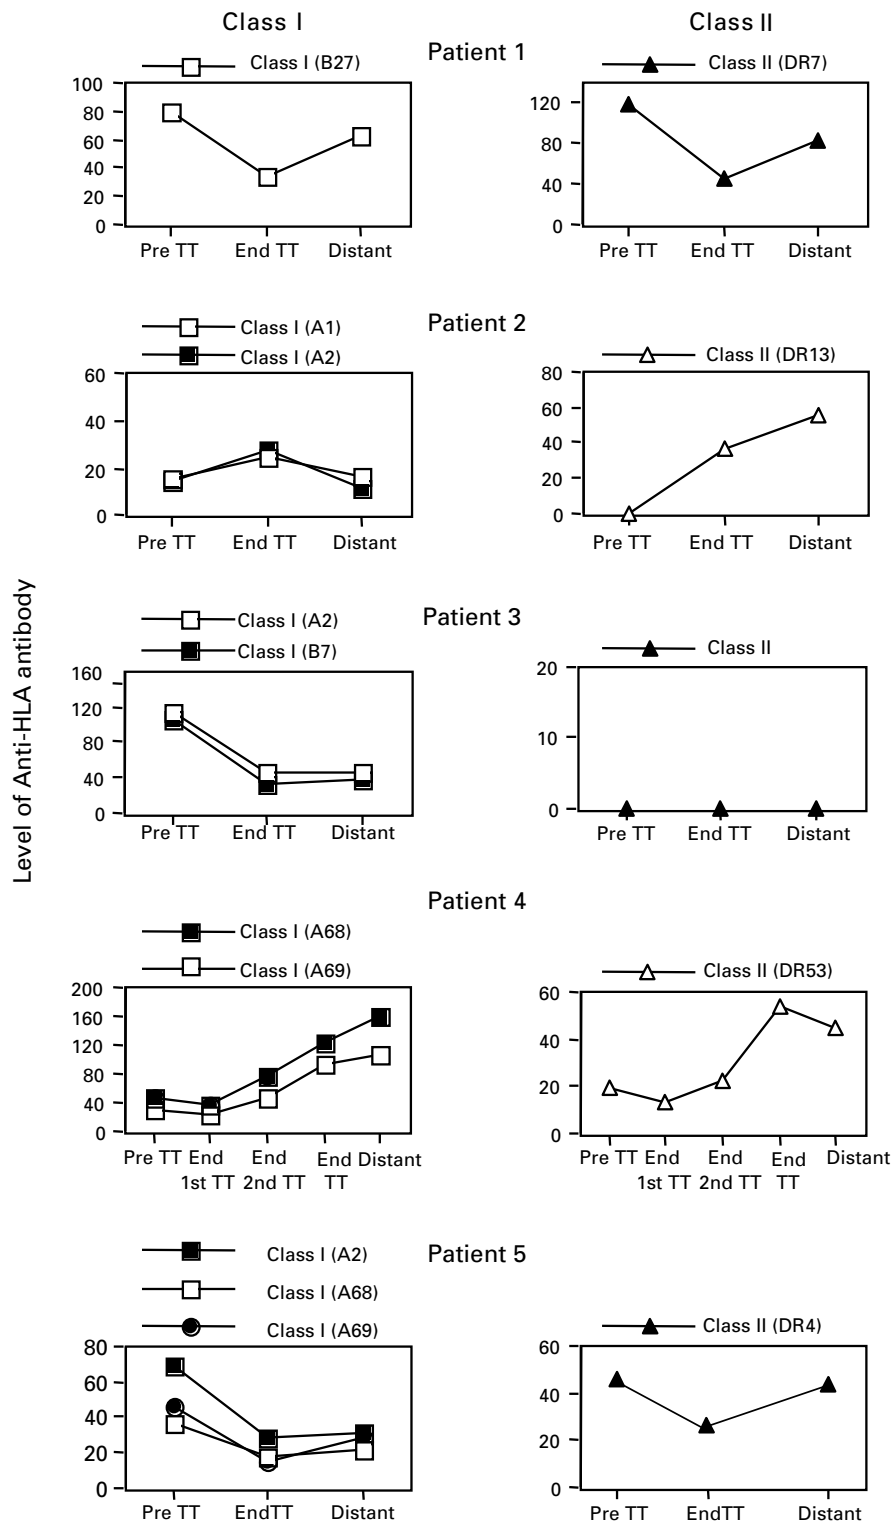 Class I
Class II
Patient 1
Class I (B27)
100
80
60
40
20
0
Pre TT End TT Distant
Class II (DR7)
120
80
40
0
Pre TT End TT Distant
Patient 2
Class I (A1)
Class I (A2)
60
40
20
0
Pre TT End TT Distant
Class II (DR13)
80
60
40
20
0
Pre TT End TT Distant
Level of Anti-HLA antibody
Patient 3
Class I (A2)
Class I (B7)
160
120
80
40
0
Pre TT End TT Distant
Class II
20
10
0
Pre TT End TT Distant
Patient 4
Class I (A68)
Class I (A69)
200
160
120
80
40
0
Pre TT End End End Distant
1st TT 2nd TT TT
Class II (DR53)
60
40
20
0
Pre TT End End End Distant
1st TT 2nd TT TT
Patient 5
Class I (A2)
Class I (A68)
Class I (A69)
80
60
40
20
0
Pre TT EndTT Distant
Class II (DR4)
60
40
20
0
Pre TT EndTT Distant